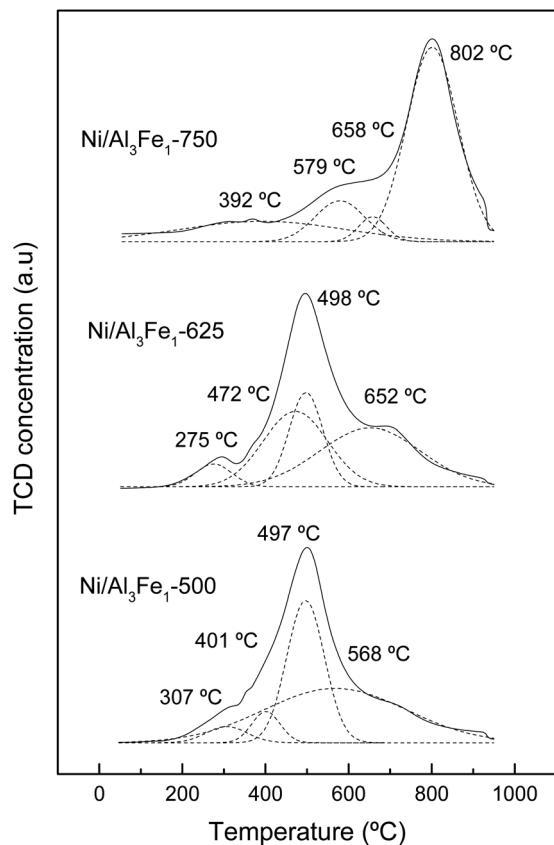 802 ºC
658 ºC
Ni/Al₃Fe₁-750
579 ºC
392 ºC
498 ºC
Ni/Al₃Fe₁-625
472 ºC
652 ºC
275 ºC
497 ºC
Ni/Al₃Fe₁-500
401 ºC
568 ºC
307 ºC
TCD concentration (a.u)
0 200 400 600 800 1000
Temperature (ºC)